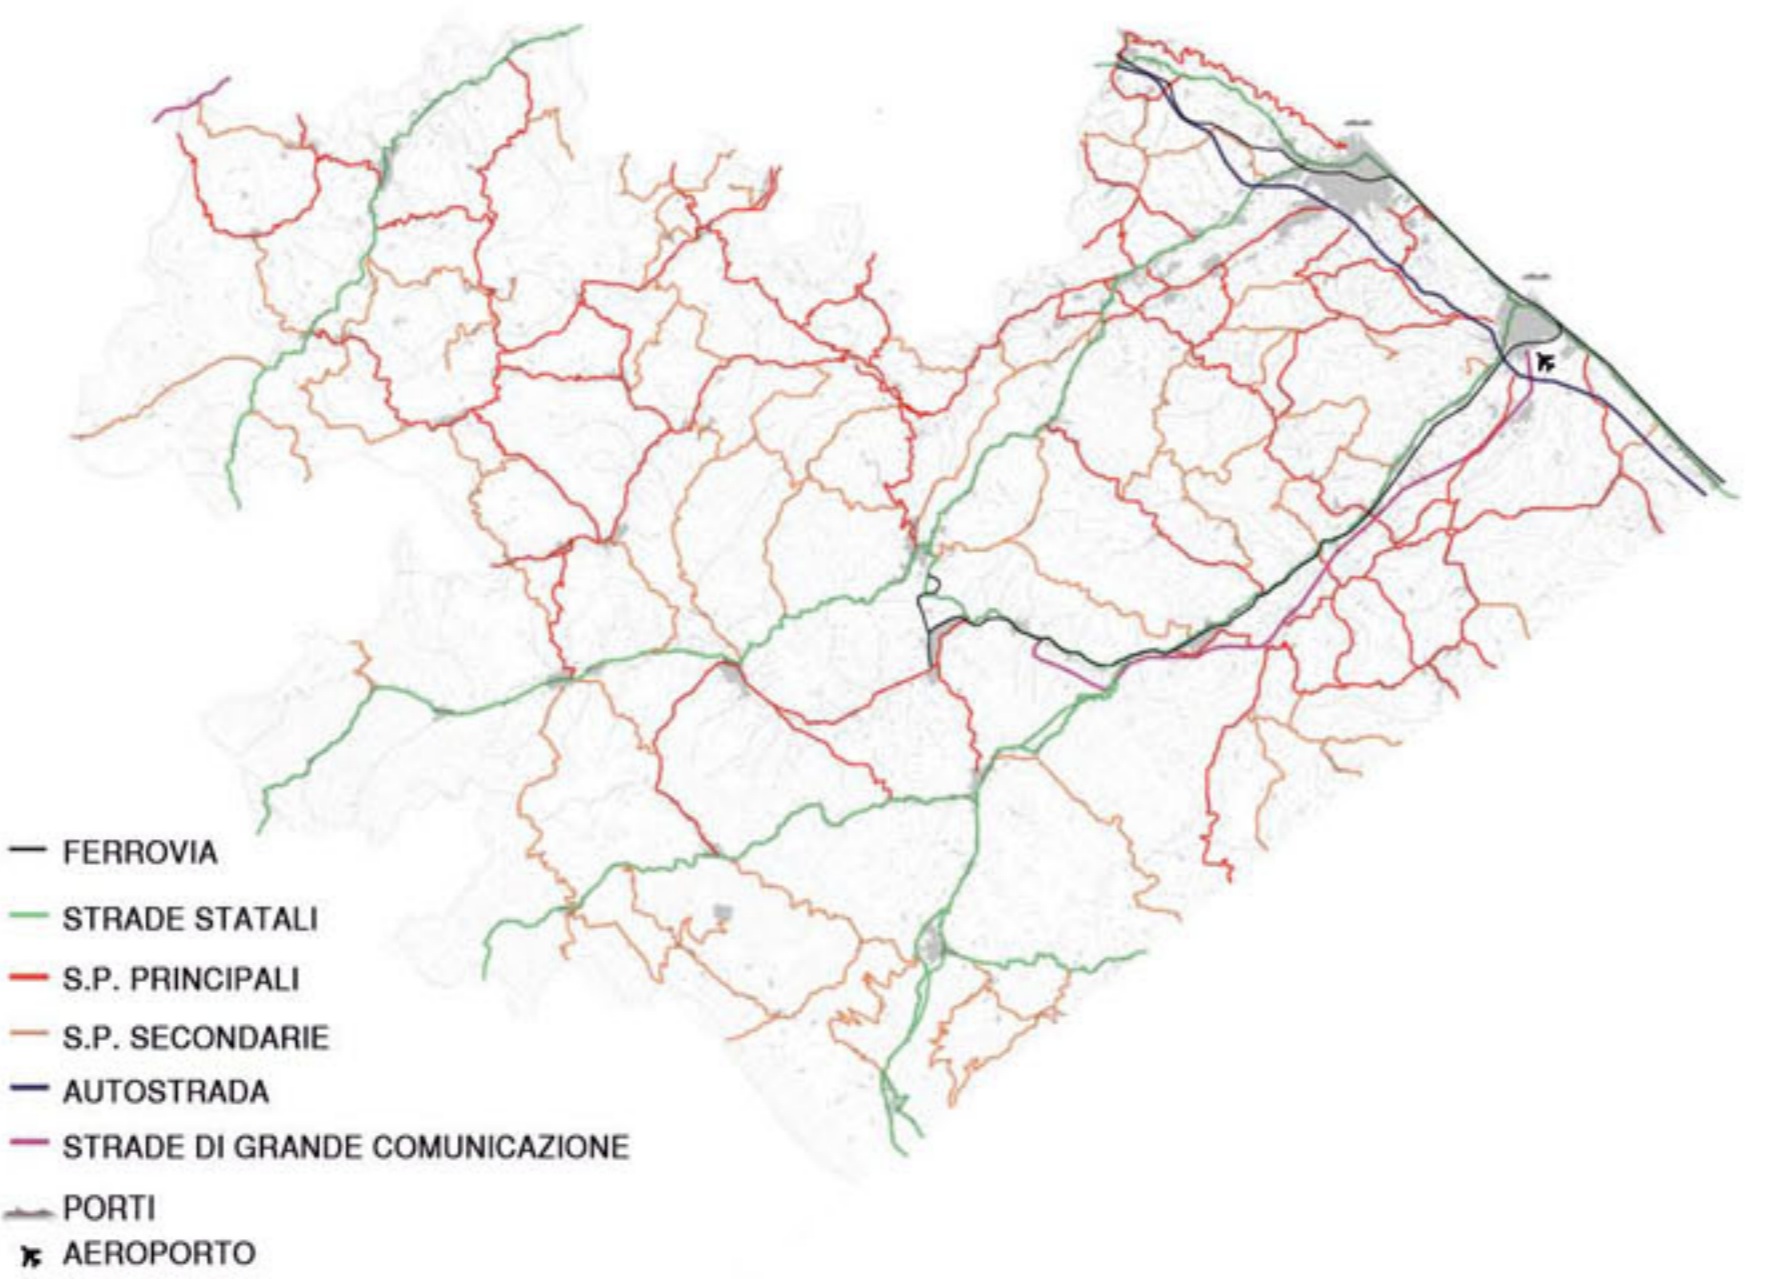 FERROVIA
STRADE STATALI
S.P. PRINCIPALI
S.P. SECONDARIE
AUTOSTRADA
STRADE DI GRANDE COMUNICAZIONE
PORTI
AEROPORTO